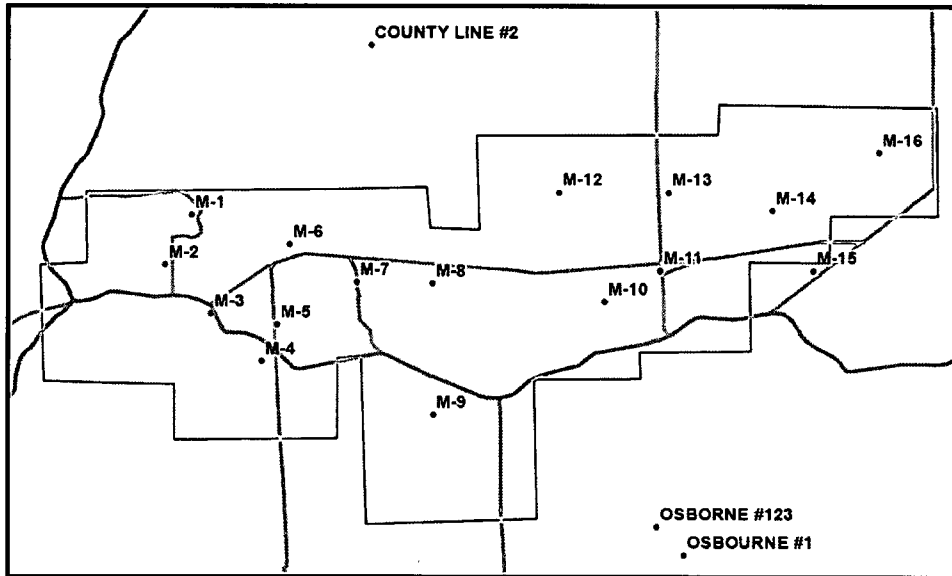 COUNTY LINE #2
M-16
M-12
M-13
M-14
M-1
M-6
M-2
M-7
M-8
M-11
M-15
M-10
M-3
M-5
M-4
M-9
OSBORNE #123
OSBOURNE #1